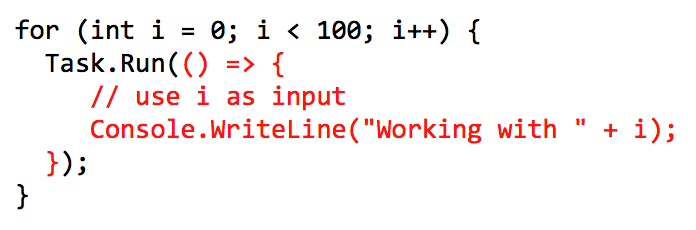 for (int i = 0; i < 100; i++) {
  Task.Run(() => {
     // use i as input
     Console.WriteLine("Working with " + i);
  });
}